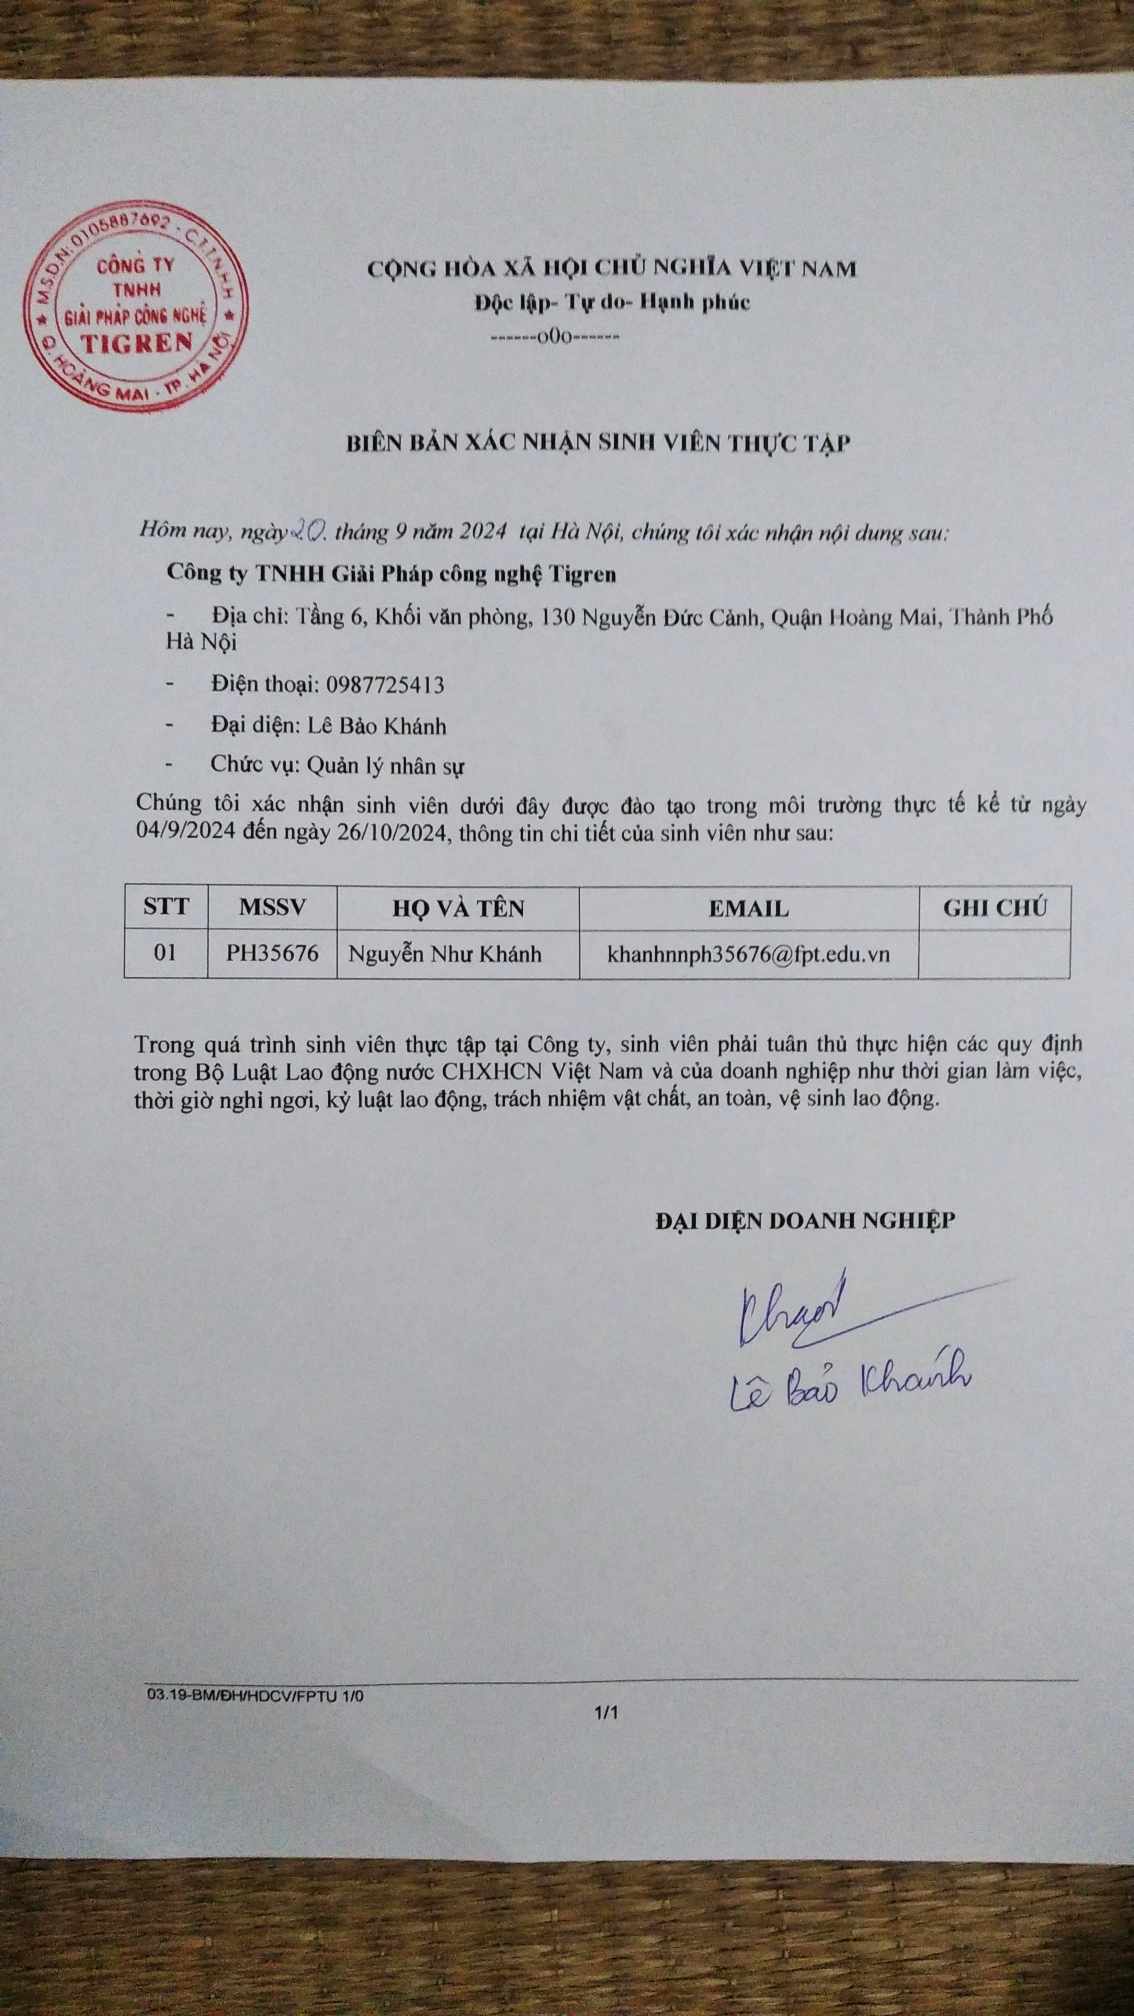 M.S.D.N: 0105887692 - C.T.T.N.H.H
CÔNG TY
TNHH
GIẢI PHÁP CÔNG NGHỆ
TIGREN
Q. HOÀNG MAI - TP. HÀ NỘI
CỘNG HÒA XÃ HỘI CHỦ NGHĨA VIỆT NAM
Độc lập- Tự do- Hạnh phúc
------o0o------
BIÊN BẢN XÁC NHẬN SINH VIÊN THỰC TẬP
Hôm nay, ngày 20. tháng 9 năm 2024 tại Hà Nội, chúng tôi xác nhận nội dung sau:
Công ty TNHH Giải Pháp công nghệ Tigren
- Địa chỉ: Tầng 6, Khối văn phòng, 130 Nguyễn Đức Cảnh, Quận Hoàng Mai, Thành Phố
Hà Nội
- Điện thoại: 0987725413
- Đại diện: Lê Bảo Khánh
- Chức vụ: Quản lý nhân sự
Chúng tôi xác nhận sinh viên dưới đây được đào tạo trong môi trường thực tế kể từ ngày
04/9/2024 đến ngày 26/10/2024, thông tin chi tiết của sinh viên như sau:
STT MSSV HỌ VÀ TÊN EMAIL GHI CHÚ
01 PH35676 Nguyễn Như Khánh khanhnnph35676@fpt.edu.vn
Trong quá trình sinh viên thực tập tại Công ty, sinh viên phải tuân thủ thực hiện các quy định
trong Bộ Luật Lao động nước CHXHCN Việt Nam và của doanh nghiệp như thời gian làm việc,
thời giờ nghỉ ngơi, kỷ luật lao động, trách nhiệm vật chất, an toàn, vệ sinh lao động.
ĐẠI DIỆN DOANH NGHIỆP
Lê Bảo Khánh
03.19-BM/ĐH/HDCV/FPTU 1/0
1/1